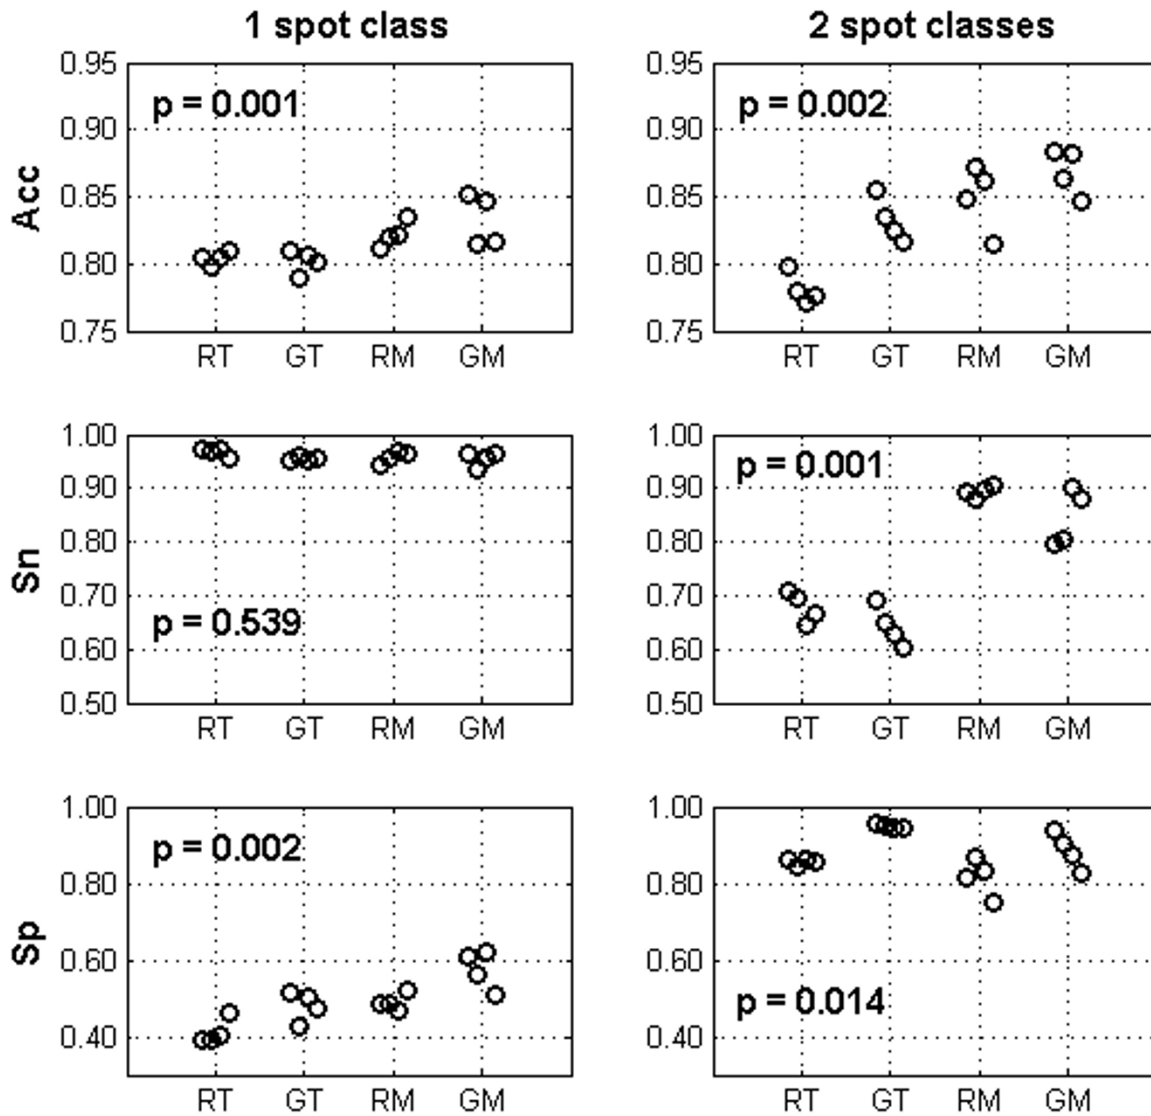 1 spot class 2 spot classes
Acc
0.95
0.90
0.85
0.80
0.75
p = 0.001
RT GT RM GM
0.95
0.90
0.85
0.80
0.75
p = 0.002
RT GT RM GM
Sn
1.00
0.90
0.80
0.70
0.60
0.50
p = 0.539
RT GT RM GM
1.00
0.90
0.80
0.70
0.60
0.50
p = 0.001
RT GT RM GM
Sp
1.00
0.80
0.60
0.40
p = 0.002
RT GT RM GM
1.00
0.80
0.60
0.40
p = 0.014
RT GT RM GM